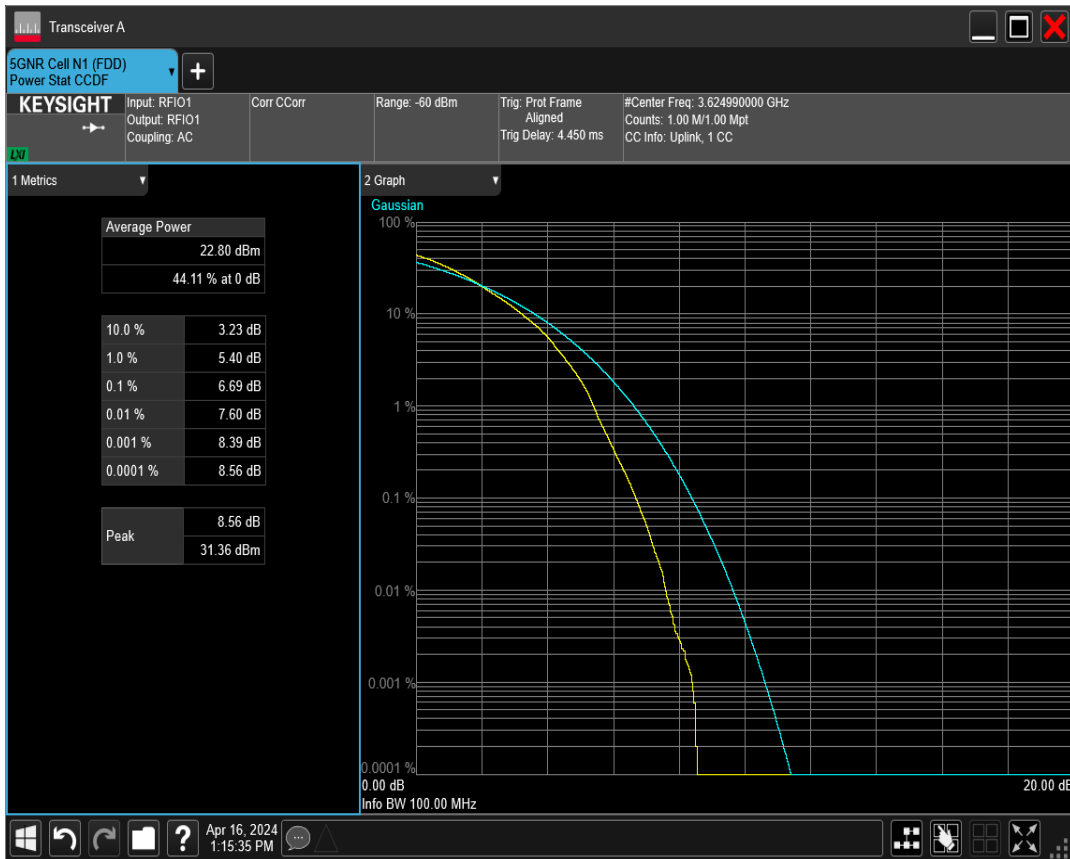 Transceiver A
5GNR Cell N1 (FDD)
Power Stat CCDF
KEYSIGHT
LXI
Input: RFIO1
Output: RFIO1
Coupling: AC
Corr CCorr
Range: -60 dBm
Trig: Prot Frame
Aligned
Trig Delay: 4.450 ms
#Center Freq: 3.624990000 GHz
Counts: 1.00 M/1.00 Mpt
CC Info: Uplink, 1 CC
1 Metrics
Average Power
22.80 dBm
44.11 % at 0 dB
10.0 % 3.23 dB
1.0 % 5.40 dB
0.1 % 6.69 dB
0.01 % 7.60 dB
0.001 % 8.39 dB
0.0001 % 8.56 dB
Peak
8.56 dB
31.36 dBm
2 Graph
Gaussian
100 %
10 %
1 %
0.1 %
0.01 %
0.001 %
0.0001 %
0.00 dB
20.00 dB
Info BW 100.00 MHz
?
Apr 16, 2024
1:15:35 PM